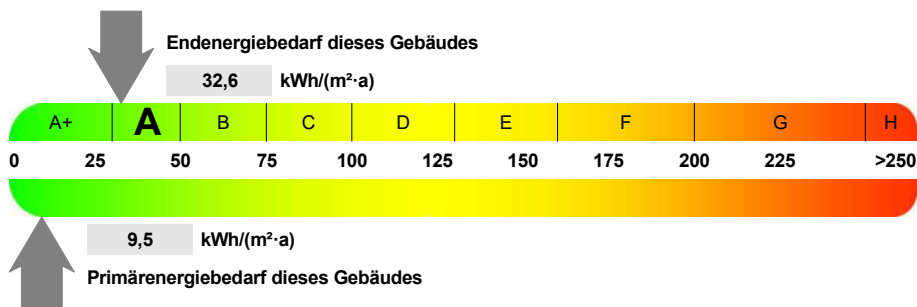 Endenergiebedarf dieses Gebäudes
32,6 kWh/(m²·a)
A+ A B C D E F G H
0 25 50 75 100 125 150 175 200 225 >250
9,5 kWh/(m²·a)
Primärenergiebedarf dieses Gebäudes